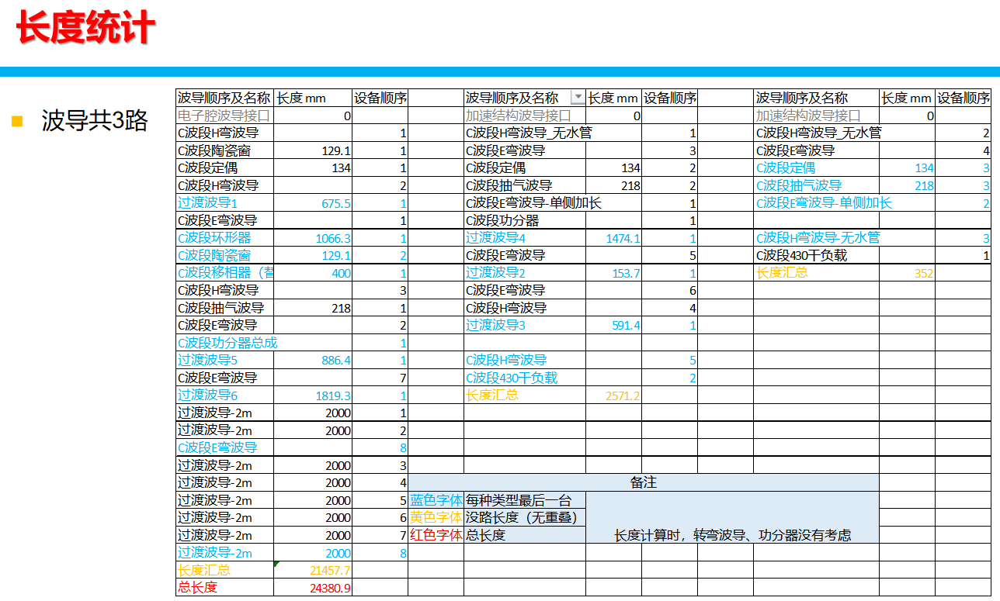 长度统计
波导共3路
波导顺序及名称 长度 mm 设备顺序 波导顺序及名称 长度 mm 设备顺序 波导顺序及名称 长度 mm 设备顺序
电子腔波导接口 0 加速结构波导接口 0 加速结构波导接口 0
C波段H弯波导 1 C波段H弯波导_无水管 1 C波段H弯波导_无水管 2
C波段陶瓷窗 129.1 1 C波段E弯波导 3 C波段E弯波导 4
C波段定偶 134 1 C波段定偶 134 2 C波段定偶 134 3
C波段H弯波导 2 C波段抽气波导 218 2 C波段抽气波导 218 3
过渡波导1 675.5 1 C波段E弯波导-单侧加长 1 C波段E弯波导-单侧加长 2
C波段E弯波导 1 C波段功分器 1
C波段环形器 1066.3 1 过渡波导4 1474.1 1 C波段H弯波导-无水管 3
C波段陶瓷窗 129.1 2 C波段E弯波导 5 C波段430干负载 1
C波段移相器（替 400 1 过渡波导2 153.7 1 长度汇总 352
C波段H弯波导 3 C波段E弯波导 6
C波段抽气波导 218 1 C波段H弯波导 4
C波段E弯波导 2 过渡波导3 591.4 1
C波段功分器总成 1
过渡波导5 886.4 1 C波段H弯波导 5
C波段E弯波导 7 C波段430干负载 2
过渡波导6 1819.3 1 长度汇总 2571.2
过渡波导-2m 2000 1
过渡波导-2m 2000 2
C波段E弯波导 8
过渡波导-2m 2000 3
过渡波导-2m 2000 4 备注
过渡波导-2m 2000 5 蓝色字体 每种类型最后一台
过渡波导-2m 2000 6 黄色字体 没路长度（无重叠）
过渡波导-2m 2000 7 红色字体 总长度 长度计算时，转弯波导、功分器没有考虑
过渡波导-2m 2000 8
长度汇总 21457.7
总长度 24380.9